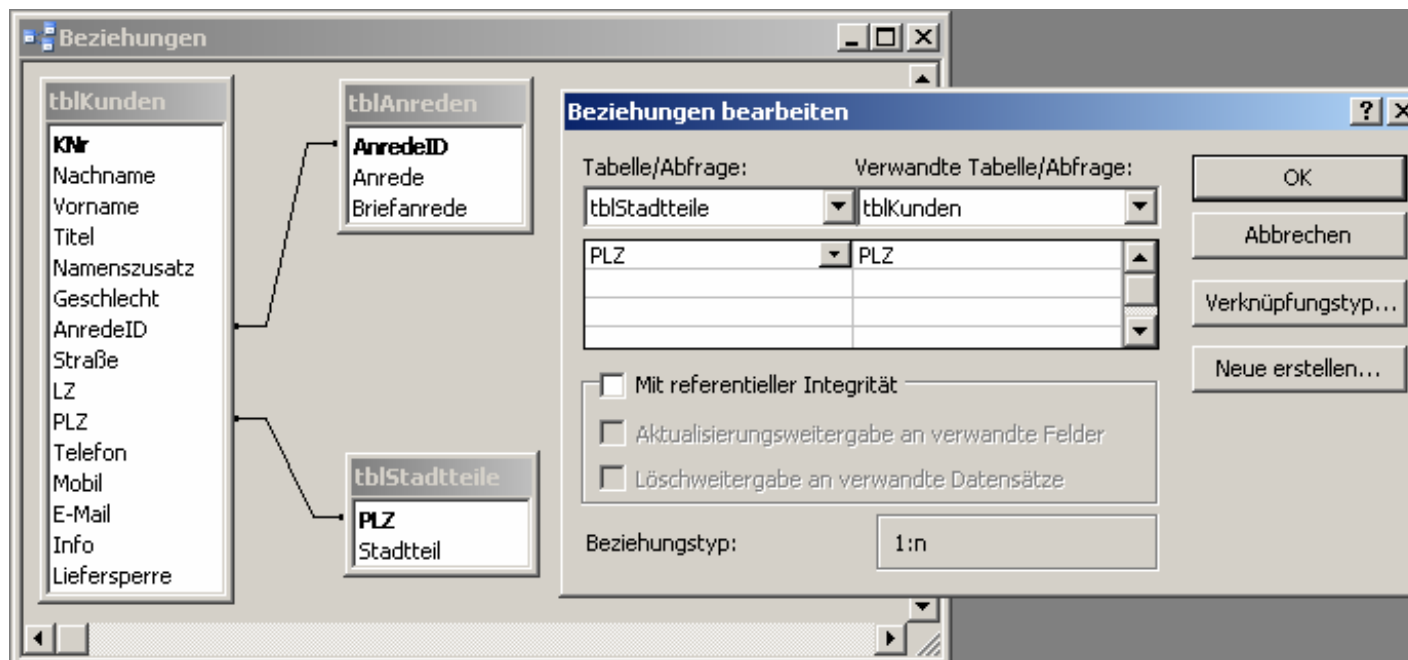 Beziehungen
tblKunden
KNr
Nachname
Vorname
Titel
Namenszusatz
Geschlecht
AnredeID
Straße
LZ
PLZ
Telefon
Mobil
E-Mail
Info
Liefersperre
tblAnreden
AnredeID
Anrede
Briefanrede
tblStadtteile
PLZ
Stadtteil
Beziehungen bearbeiten
Tabelle/Abfrage: Verwandte Tabelle/Abfrage:
tblStadtteile tblKunden
PLZ PLZ
Mit referentieller Integrität
Aktualisierungsweitergabe an verwandte Felder
Löschweitergabe an verwandte Datensätze
Beziehungstyp: 1:n
OK
Abbrechen
Verknüpfungstyp...
Neue erstellen...